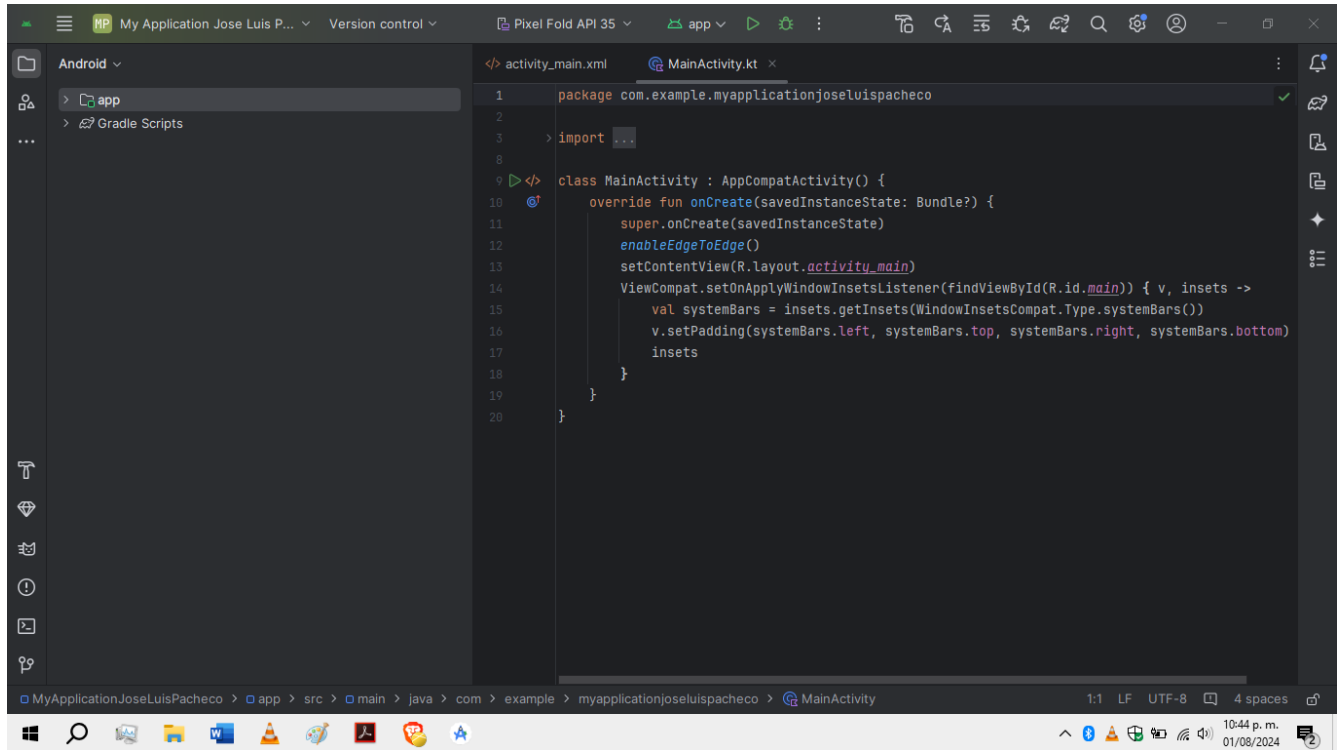 MP My Application Jose Luis P... Version control Pixel Fold API 35 app
Android
activity_main.xml MainActivity.kt
app
Gradle Scripts
1 package com.example.myapplicationjoseluispacheco
2
3 import ...
8
9 class MainActivity : AppCompatActivity() {
10 override fun onCreate(savedInstanceState: Bundle?) {
11 super.onCreate(savedInstanceState)
12 enableEdgeToEdge()
13 setContentView(R.layout.activity_main)
14 ViewCompat.setOnApplyWindowInsetsListener(findViewById(R.id.main)) { v, insets ->
15 val systemBars = insets.getInsets(WindowInsetsCompat.Type.systemBars())
16 v.setPadding(systemBars.left, systemBars.top, systemBars.right, systemBars.bottom)
17 insets
18 }
19 }
20 }
MyApplicationJoseLuisPacheco > app > src > main > java > com > example > myapplicationjoseluispacheco > MainActivity 1:1 LF UTF-8 4 spaces
10:44 p. m.
01/08/2024
2